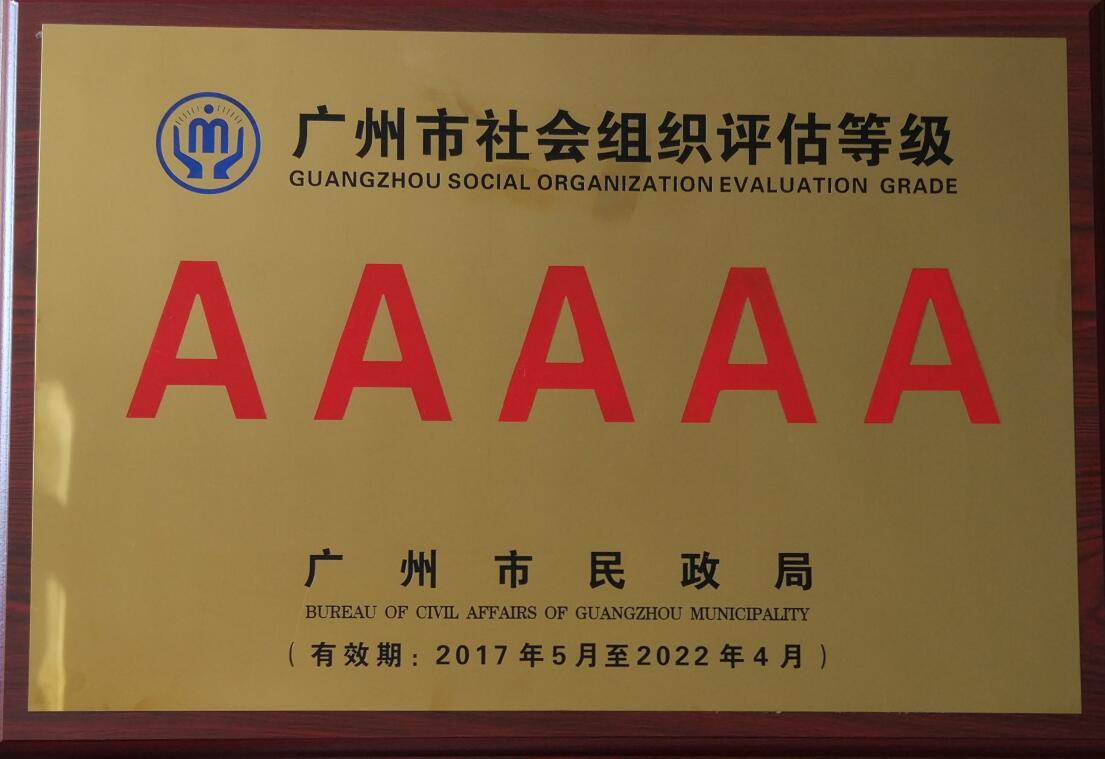 广州市社会组织评估等级
GUANGZHOU SOCIAL ORGANIZATION EVALUATION GRADE
AAAAA
广州市民政局
BUREAU OF CIVIL AFFAIRS OF GUANGZHOU MUNICIPALITY
（有效期：2017年5月至2022年4月）